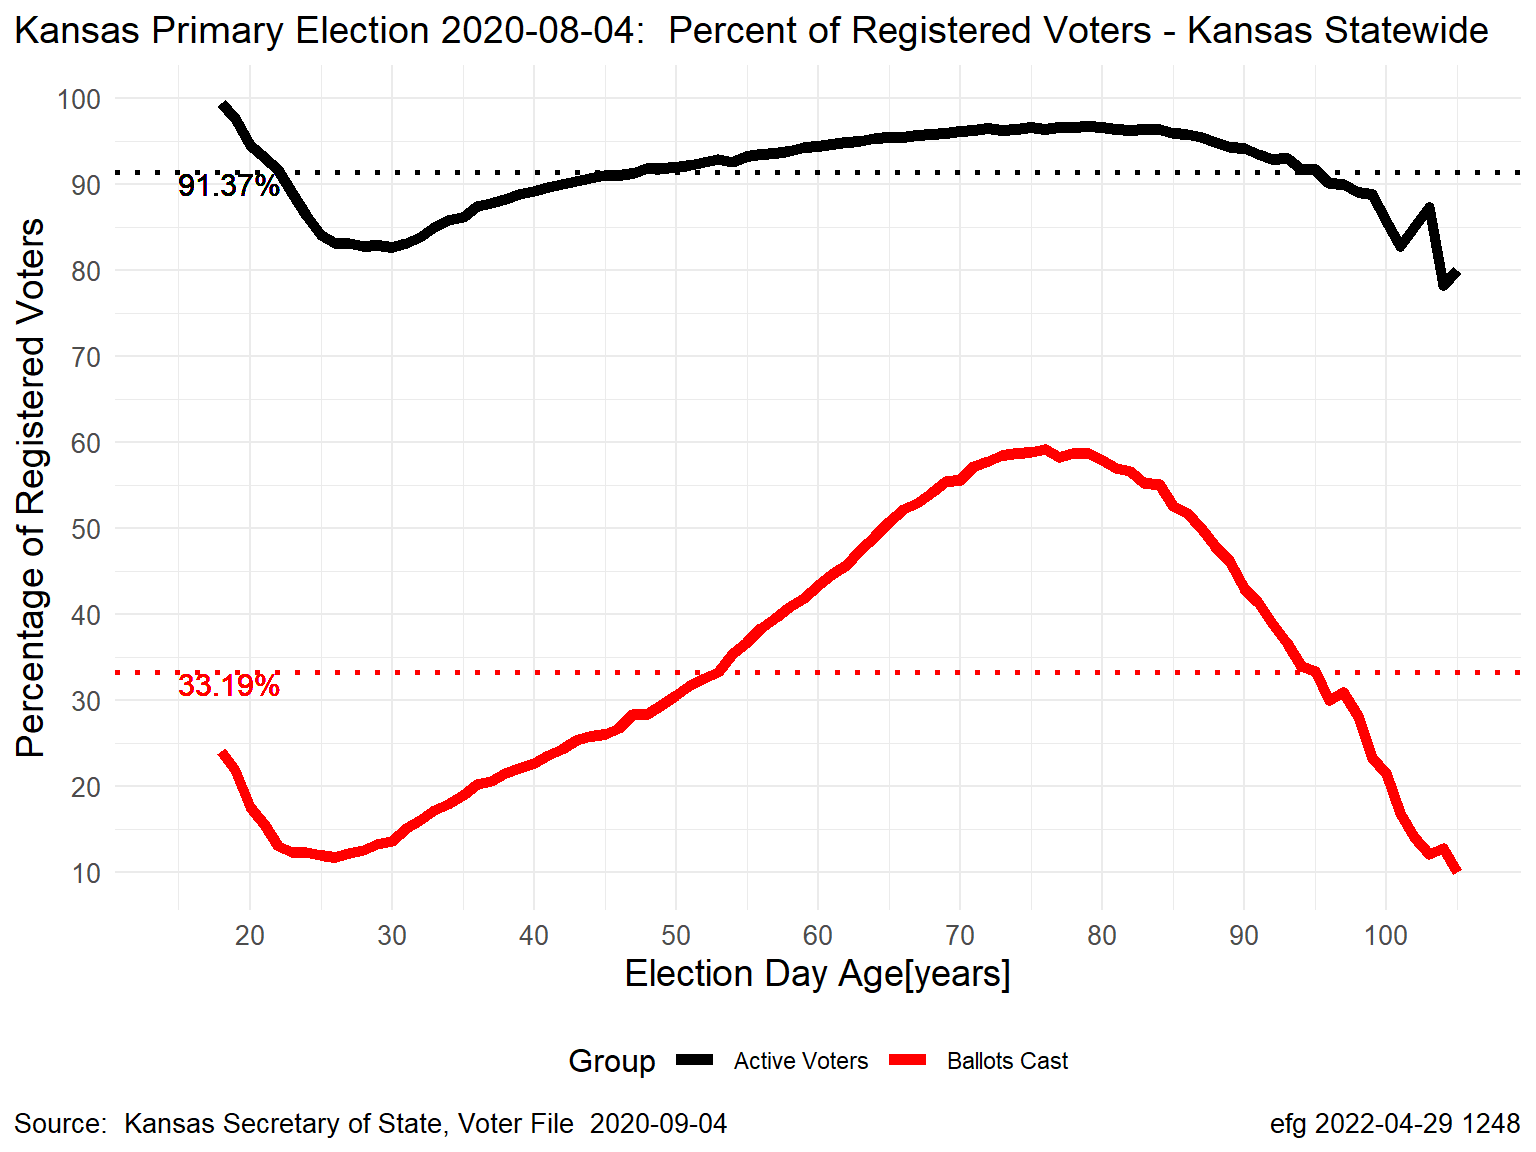 Kansas Primary Election 2020-08-04:  Percent of Registered Voters - Kansas Statewide
Percentage of Registered Voters
100
90
80
70
60
50
40
30
20
10
91.37%
33.19%
20 30 40 50 60 70 80 90 100
Election Day Age[years]
Group Active Voters Ballots Cast
Source:  Kansas Secretary of State, Voter File  2020-09-04
efg 2022-04-29 1248